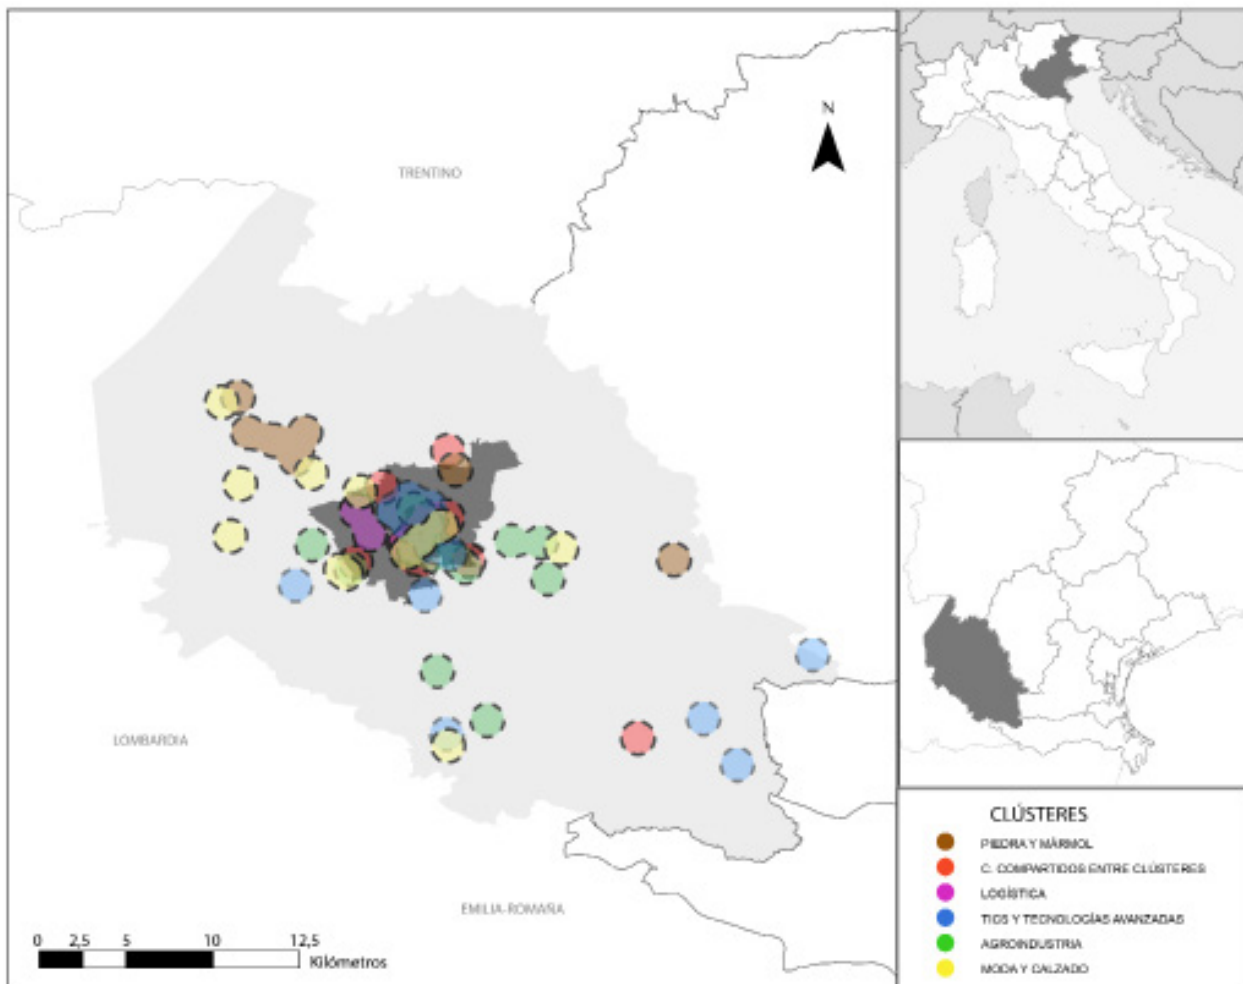 N
TRENTINO
LOMBARDIA
EMILIA-ROMAÑA
0 2,5 5 10 12,5
Kilómetros
CLÚSTERES
PIEDRA Y MÁRMOL
C. COMPARTIDOS ENTRE CLÚSTERES
LOGÍSTICA
TICS Y TECNOLOGÍAS AVANZADAS
AGROINDUSTRIA
MODA Y CALZADO